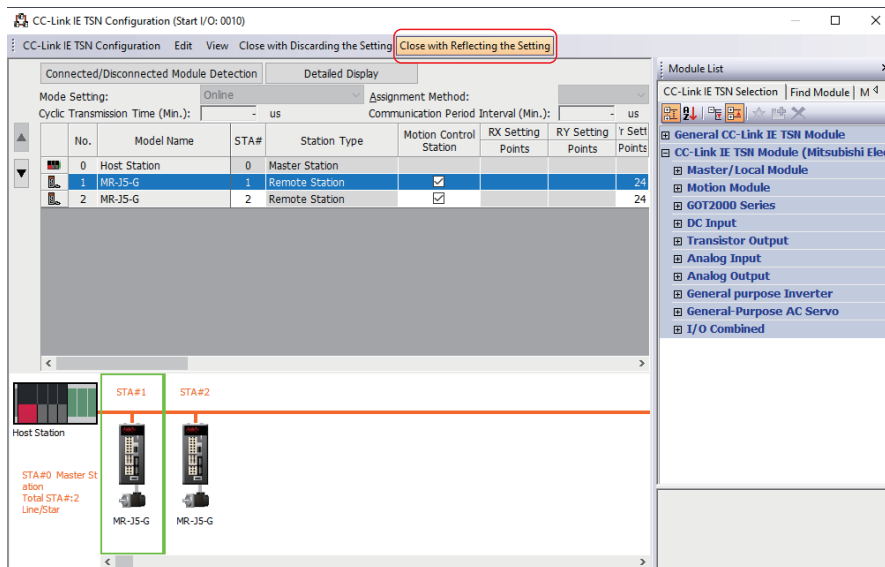 CC-Link IE TSN Configuration (Start I/O: 0010)
CC-Link IE TSN Configuration Edit View Close with Discarding the Setting Close with Reflecting the Setting
Connected/Disconnected Module Detection Detailed Display
Mode Setting: Online Assignment Method:
Cyclic Transmission Time (Min.): - us Communication Period Interval (Min.): - us
No. Model Name STA# Station Type Motion Control Station RX Setting Points RY Setting Points 'r Sett Points
0 Host Station 0 Master Station
1 MR-J5-G 1 Remote Station 24
2 MR-J5-G 2 Remote Station 24
STA#1 STA#2
Host Station
STA#0 Master St
ation
Total STA#:2
Line/Star
MR-J5-G MR-J5-G
Module List
CC-Link IE TSN Selection Find Module M
General CC-Link IE TSN Module
CC-Link IE TSN Module (Mitsubishi Elec
Master/Local Module
Motion Module
GOT2000 Series
DC Input
Transistor Output
Analog Input
Analog Output
General purpose Inverter
General-Purpose AC Servo
I/O Combined